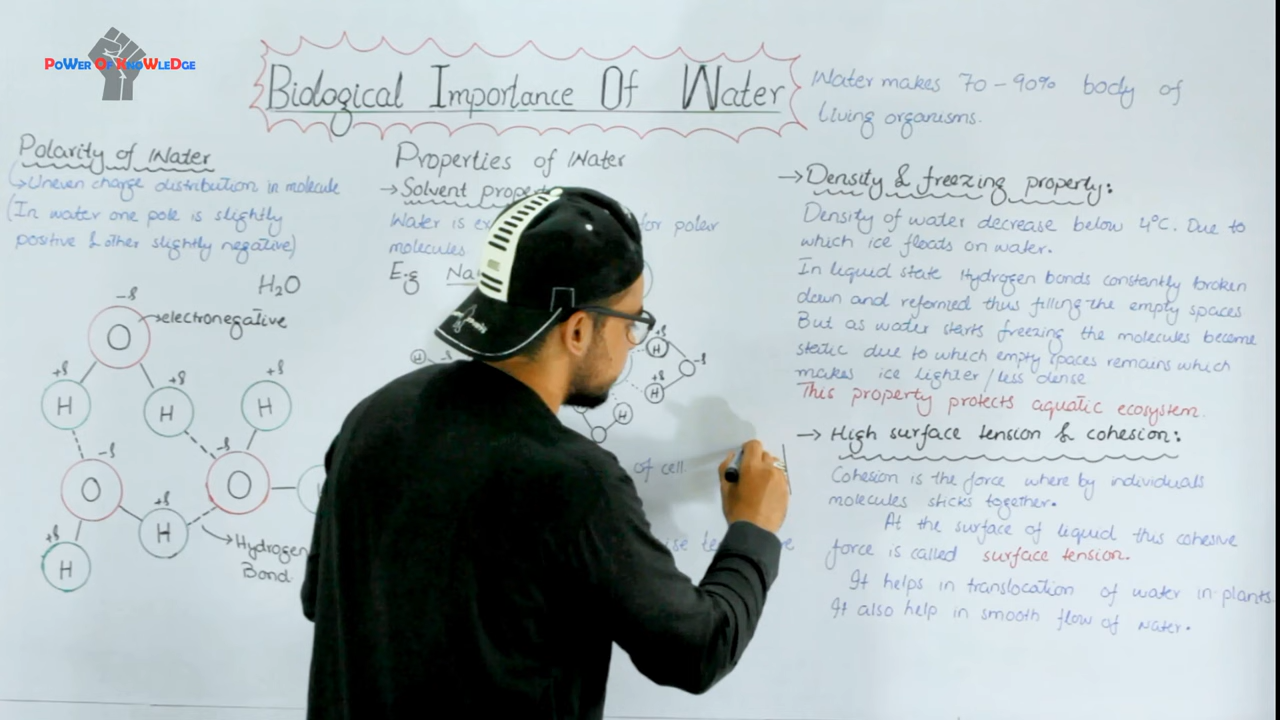 PoWer Of KnoWleDge
Biological Importance Of Water
Water makes 70-90% body of
living organisms.
Polarity of Water
↳Uneven charge distribution in molecule
(In water one pole is slightly
positive & other slightly negative)
H₂O
-δ
O
→electronegative
+δ
H
+δ
H
+δ
H
-δ
O
-δ
O
H
+δ
H
+δ
→Hydrogen
Bond
Properties of Water
→Solvent
Water is for polar
molecules
E.g Na
H
+δ
H
-δ
+δ
H
H
of cell.
→Density & freezing property:
Density of water decrease below 4°C. Due to
which ice floats on water.
In liquid state Hydrogen bonds constantly broken
down and reformed thus filling the empty spaces
But as water starts freezing the molecules become
static due to which empty spaces remains which
makes ice lighter/less dense
This property protects aquatic ecosystem.
→ High surface tension & cohesion:
Cohesion is the force where by individuals
molecules sticks together.
At the surface of liquid this cohesive
force is called surface tension.
It helps in translocation of water in plants
It also help in smooth flow of water.